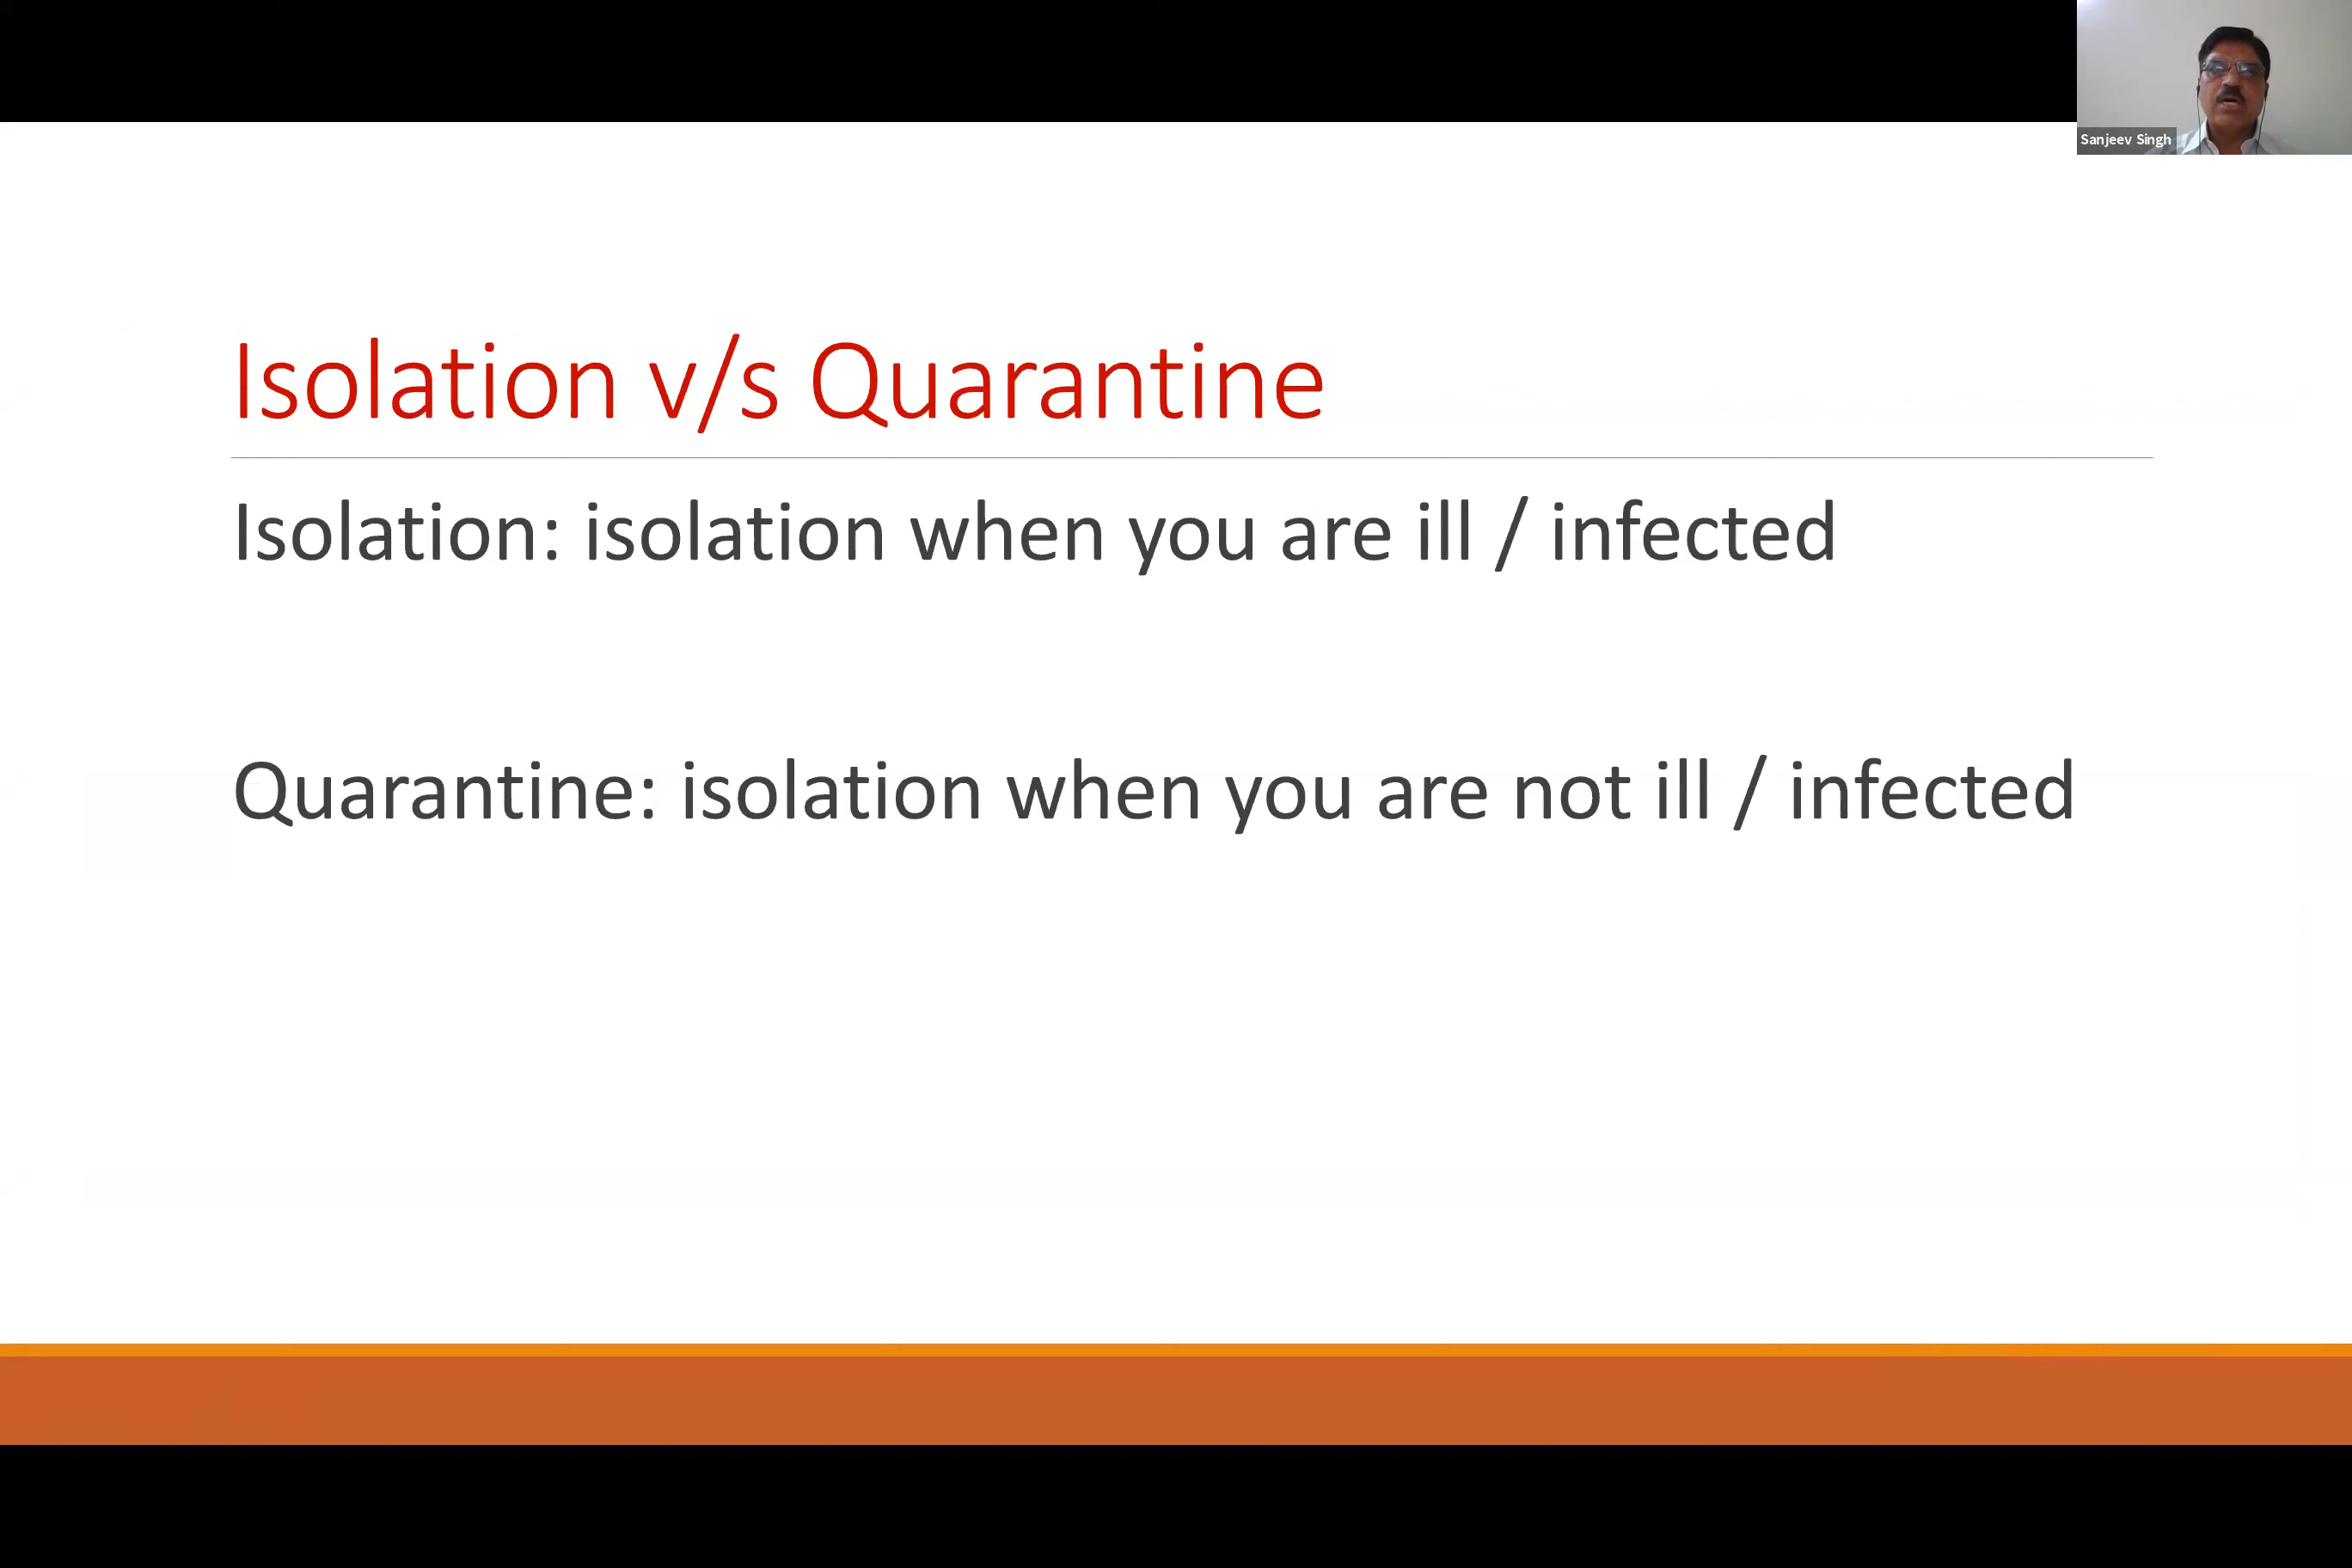 Sanjeev Singh
Isolation v/s Quarantine
Isolation: isolation when you are ill / infected
Quarantine: isolation when you are not ill / infected